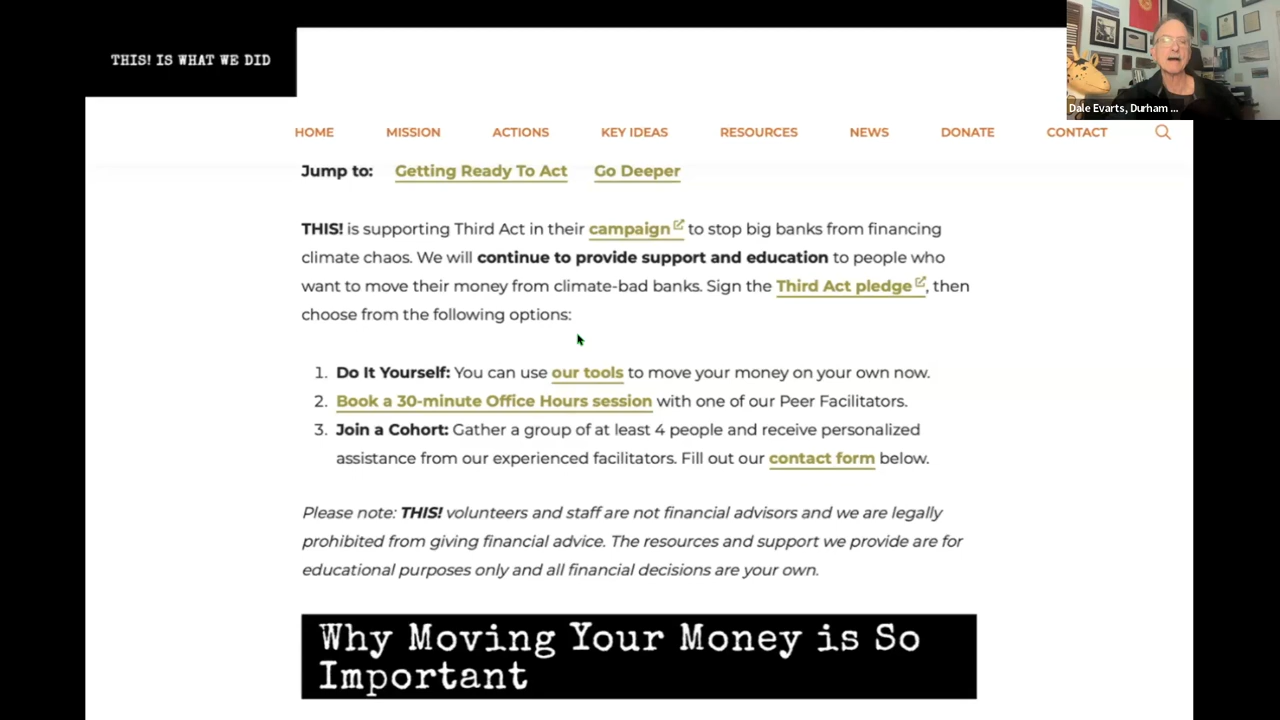 THIS! IS WHAT WE DID
Dale Evarts, Durham ...
HOME MISSION ACTIONS KEY IDEAS RESOURCES NEWS DONATE CONTACT
Jump to: Getting Ready To Act Go Deeper
THIS! is supporting Third Act in their campaign to stop big banks from financing
climate chaos. We will continue to provide support and education to people who
want to move their money from climate-bad banks. Sign the Third Act pledge, then
choose from the following options:
1. Do It Yourself: You can use our tools to move your money on your own now.
2. Book a 30-minute Office Hours session with one of our Peer Facilitators.
3. Join a Cohort: Gather a group of at least 4 people and receive personalized
assistance from our experienced facilitators. Fill out our contact form below.
Please note: THIS! volunteers and staff are not financial advisors and we are legally
prohibited from giving financial advice. The resources and support we provide are for
educational purposes only and all financial decisions are your own.
Why Moving Your Money is So
Important